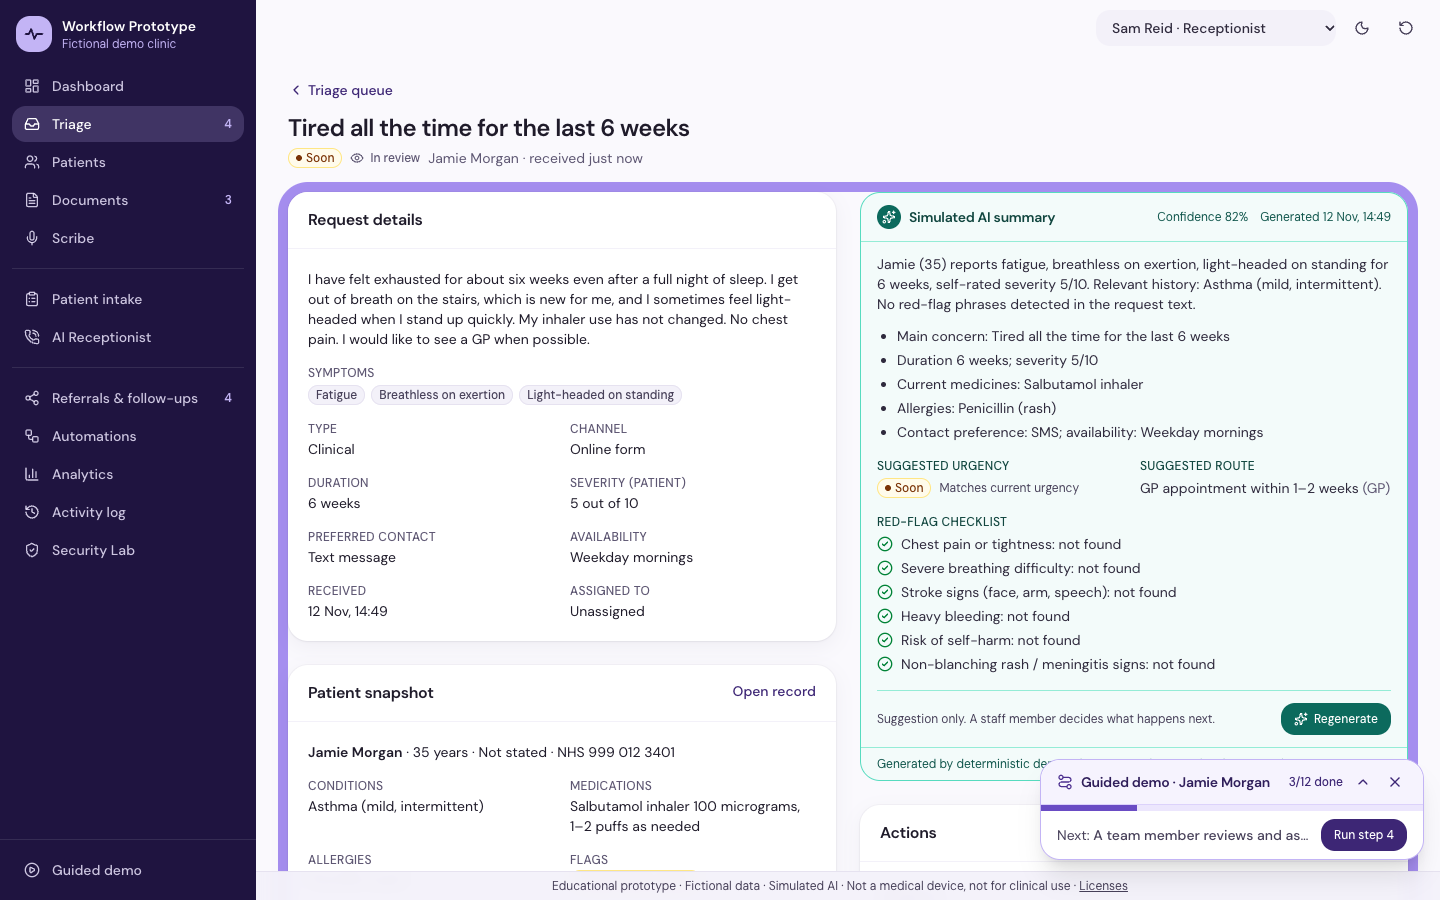 Workflow Prototype
Fictional demo clinic
Dashboard
Triage 4
Patients
Documents 3
Scribe
Patient intake
AI Receptionist
Referrals & follow-ups 4
Automations
Analytics
Activity log
Security Lab
Guided demo
Sam Reid · Receptionist
Triage queue
Tired all the time for the last 6 weeks
Soon In review Jamie Morgan · received just now
Request details
I have felt exhausted for about six weeks even after a full night of sleep. I get
out of breath on the stairs, which is new for me, and I sometimes feel light-
headed when I stand up quickly. My inhaler use has not changed. No chest
pain. I would like to see a GP when possible.
SYMPTOMS
Fatigue Breathless on exertion Light-headed on standing
TYPE CHANNEL
Clinical Online form
DURATION SEVERITY (PATIENT)
6 weeks 5 out of 10
PREFERRED CONTACT AVAILABILITY
Text message Weekday mornings
RECEIVED ASSIGNED TO
12 Nov, 14:49 Unassigned
Patient snapshot Open record
Jamie Morgan · 35 years · Not stated · NHS 999 012 3401
CONDITIONS MEDICATIONS
Asthma (mild, intermittent) Salbutamol inhaler 100 micrograms,
1–2 puffs as needed
ALLERGIES FLAGS
Simulated AI summary Confidence 82% Generated 12 Nov, 14:49
Jamie (35) reports fatigue, breathless on exertion, light-headed on standing for
6 weeks, self-rated severity 5/10. Relevant history: Asthma (mild, intermittent).
No red-flag phrases detected in the request text.
• Main concern: Tired all the time for the last 6 weeks
• Duration 6 weeks; severity 5/10
• Current medicines: Salbutamol inhaler
• Allergies: Penicillin (rash)
• Contact preference: SMS; availability: Weekday mornings
SUGGESTED URGENCY SUGGESTED ROUTE
Soon Matches current urgency GP appointment within 1–2 weeks (GP)
RED-FLAG CHECKLIST
Chest pain or tightness: not found
Severe breathing difficulty: not found
Stroke signs (face, arm, speech): not found
Heavy bleeding: not found
Risk of self-harm: not found
Non-blanching rash / meningitis signs: not found
Suggestion only. A staff member decides what happens next. Regenerate
Generated by deterministic
Actions
Guided demo · Jamie Morgan 3/12 done
Next: A team member reviews and as... Run step 4
Educational prototype · Fictional data · Simulated AI · Not a medical device, not for clinical use · Licenses